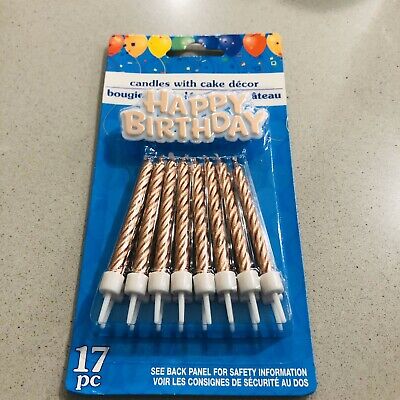 candles with cake décor
bougie
HAPPY
BIRTHDAY
17
pc
SEE BACK PANEL FOR SAFETY INFORMATION
VOIR LES CONSIGNES DE SÉCURITÉ AU DOS